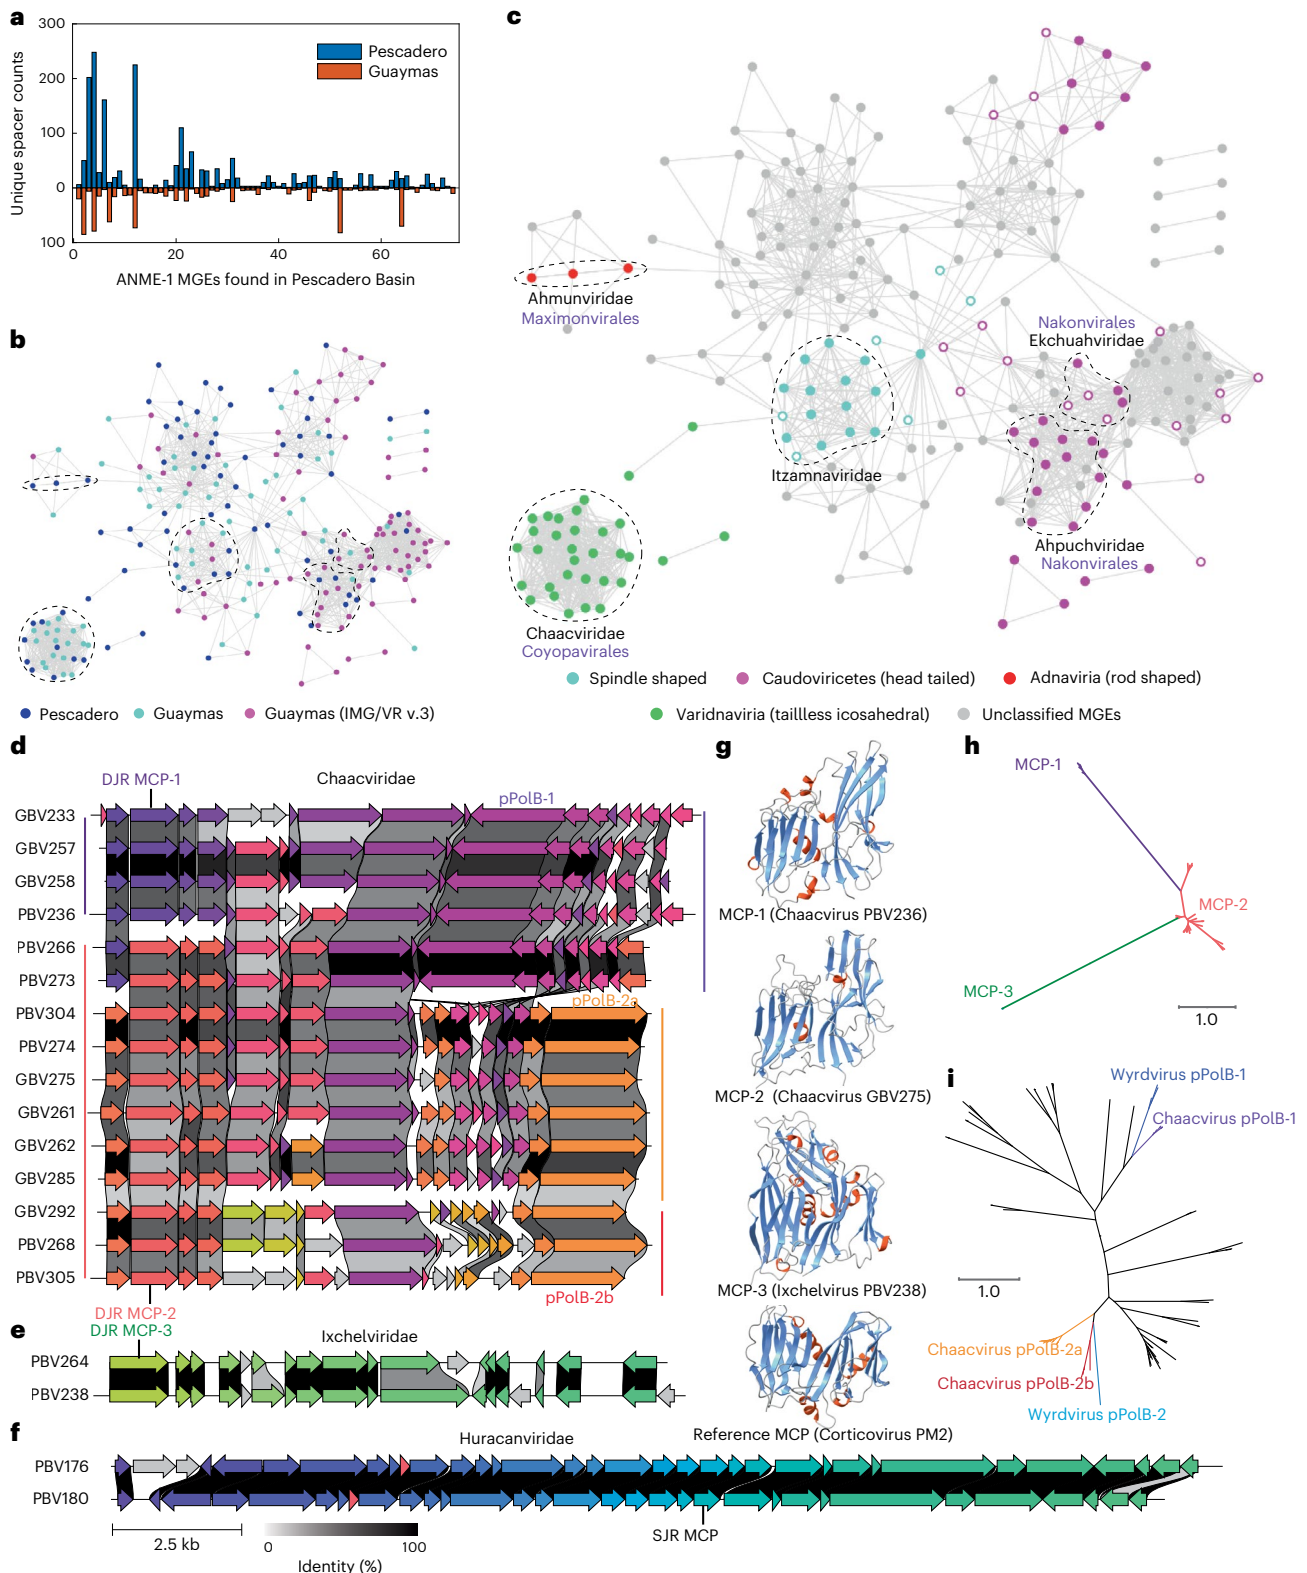 a
300
200
100
0
100
Unique spacer counts
Pescadero
Guaymas
0 20 40 60
ANME-1 MGEs found in Pescadero Basin
b
Pescadero Guaymas Guaymas (IMG/VR v.3)
c
Ahmunviridae
Maximonvirales
Nakonvirales
Ekchuahviridae
Itzamnaviridae
Ahpuchviridae
Nakonvirales
Chaacviridae
Coyopavirales
Spindle shaped Caudoviricetes (head tailed) Adnaviria (rod shaped)
Varidnaviria (taillless icosahedral) Unclassified MGEs
d
DJR MCP-1
Chaacviridae
pPolB-1
GBV233
GBV257
GBV258
PBV236
PBV266
PBV273
pPolB-2a
PBV304
PBV274
GBV275
GBV261
GBV262
GBV285
GBV292
PBV268
PBV305
pPolB-2b
DJR MCP-2
DJR MCP-3
e
Ixchelviridae
PBV264
PBV238
f
Huracanviridae
PBV176
PBV180
SJR MCP
2.5 kb
0 100
Identity (%)
g
MCP-1 (Chaacvirus PBV236)
MCP-2 (Chaacvirus GBV275)
MCP-3 (Ixchelvirus PBV238)
Reference MCP (Corticovirus PM2)
h
MCP-1
MCP-2
MCP-3
1.0
i
Wyrdvirus pPolB-1
Chaacvirus pPolB-1
1.0
Chaacvirus pPolB-2a
Chaacvirus pPolB-2b
Wyrdvirus pPolB-2